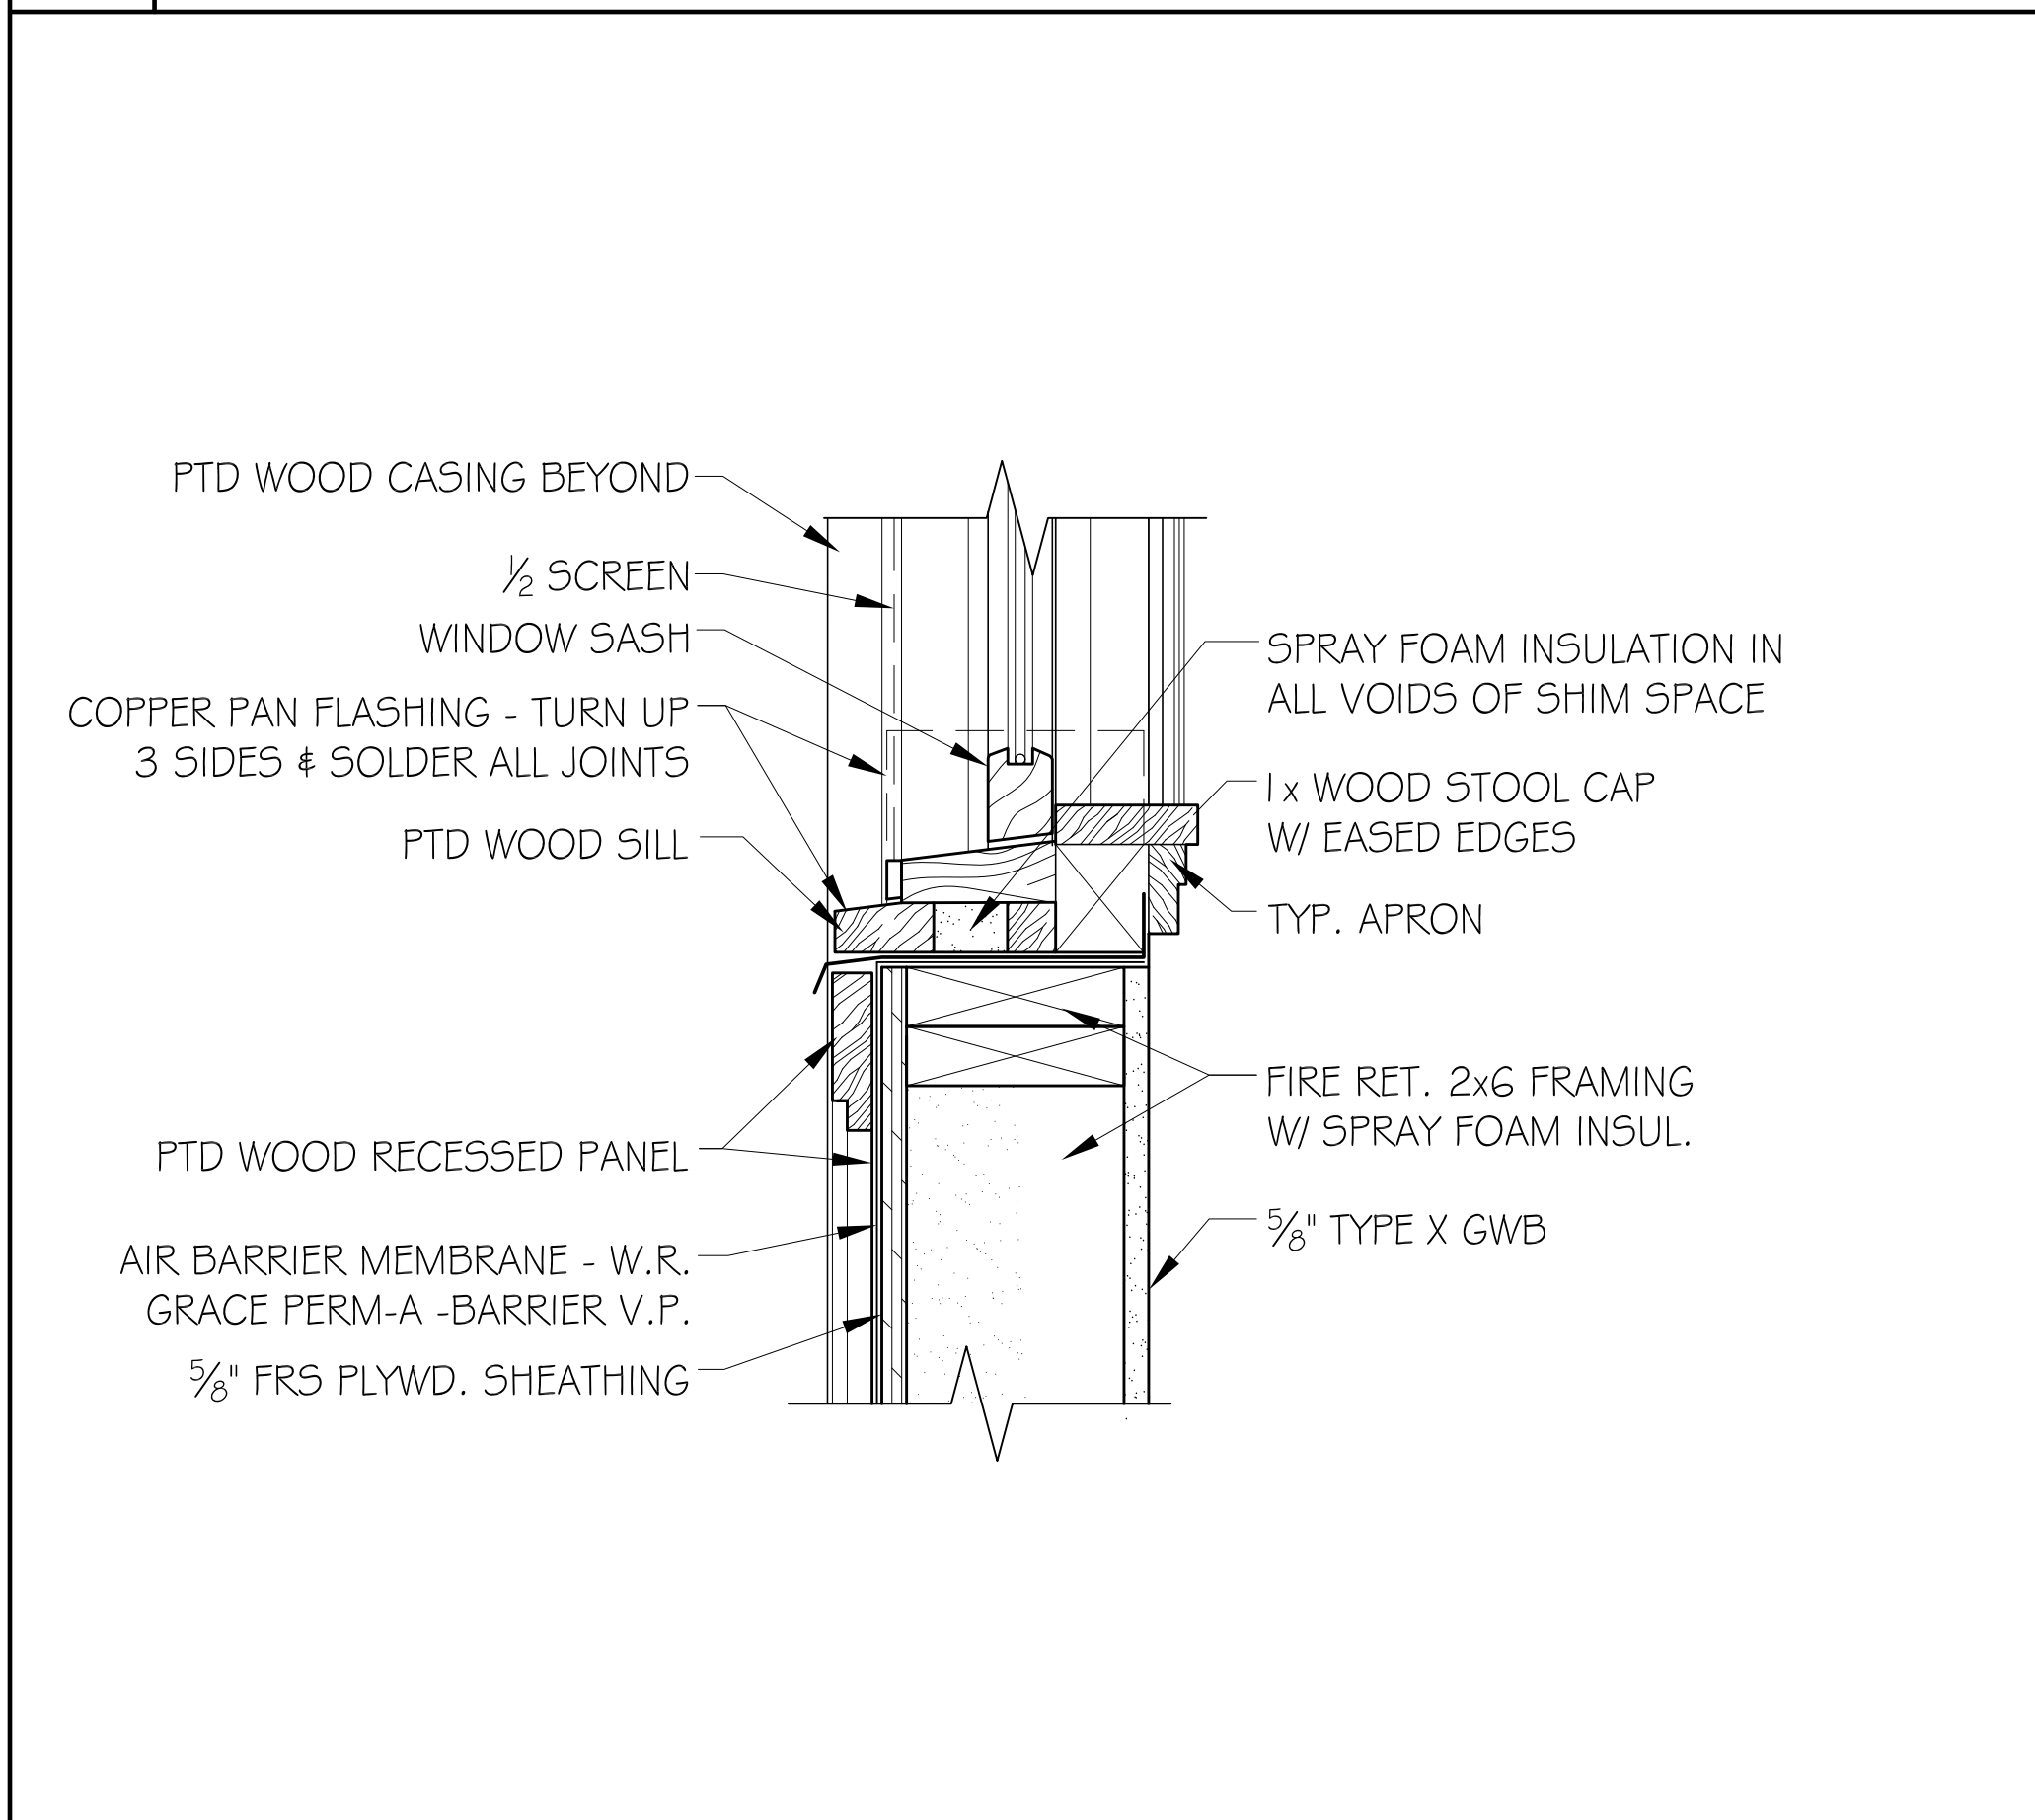 PTD WOOD CASING BEYOND
½ SCREEN
WINDOW SASH
COPPER PAN FLASHING - TURN UP
3 SIDES & SOLDER ALL JOINTS
PTD WOOD SILL
PTD WOOD RECESSED PANEL
AIR BARRIER MEMBRANE - W.R.
GRACE PERM-A -BARRIER V.P.
⅝" FRS PLYWD. SHEATHING
SPRAY FOAM INSULATION IN
ALL VOIDS OF SHIM SPACE
1x WOOD STOOL CAP
W/ EASED EDGES
TYP. APRON
FIRE RET. 2x6 FRAMING
W/ SPRAY FOAM INSUL.
⅝" TYPE X GWB